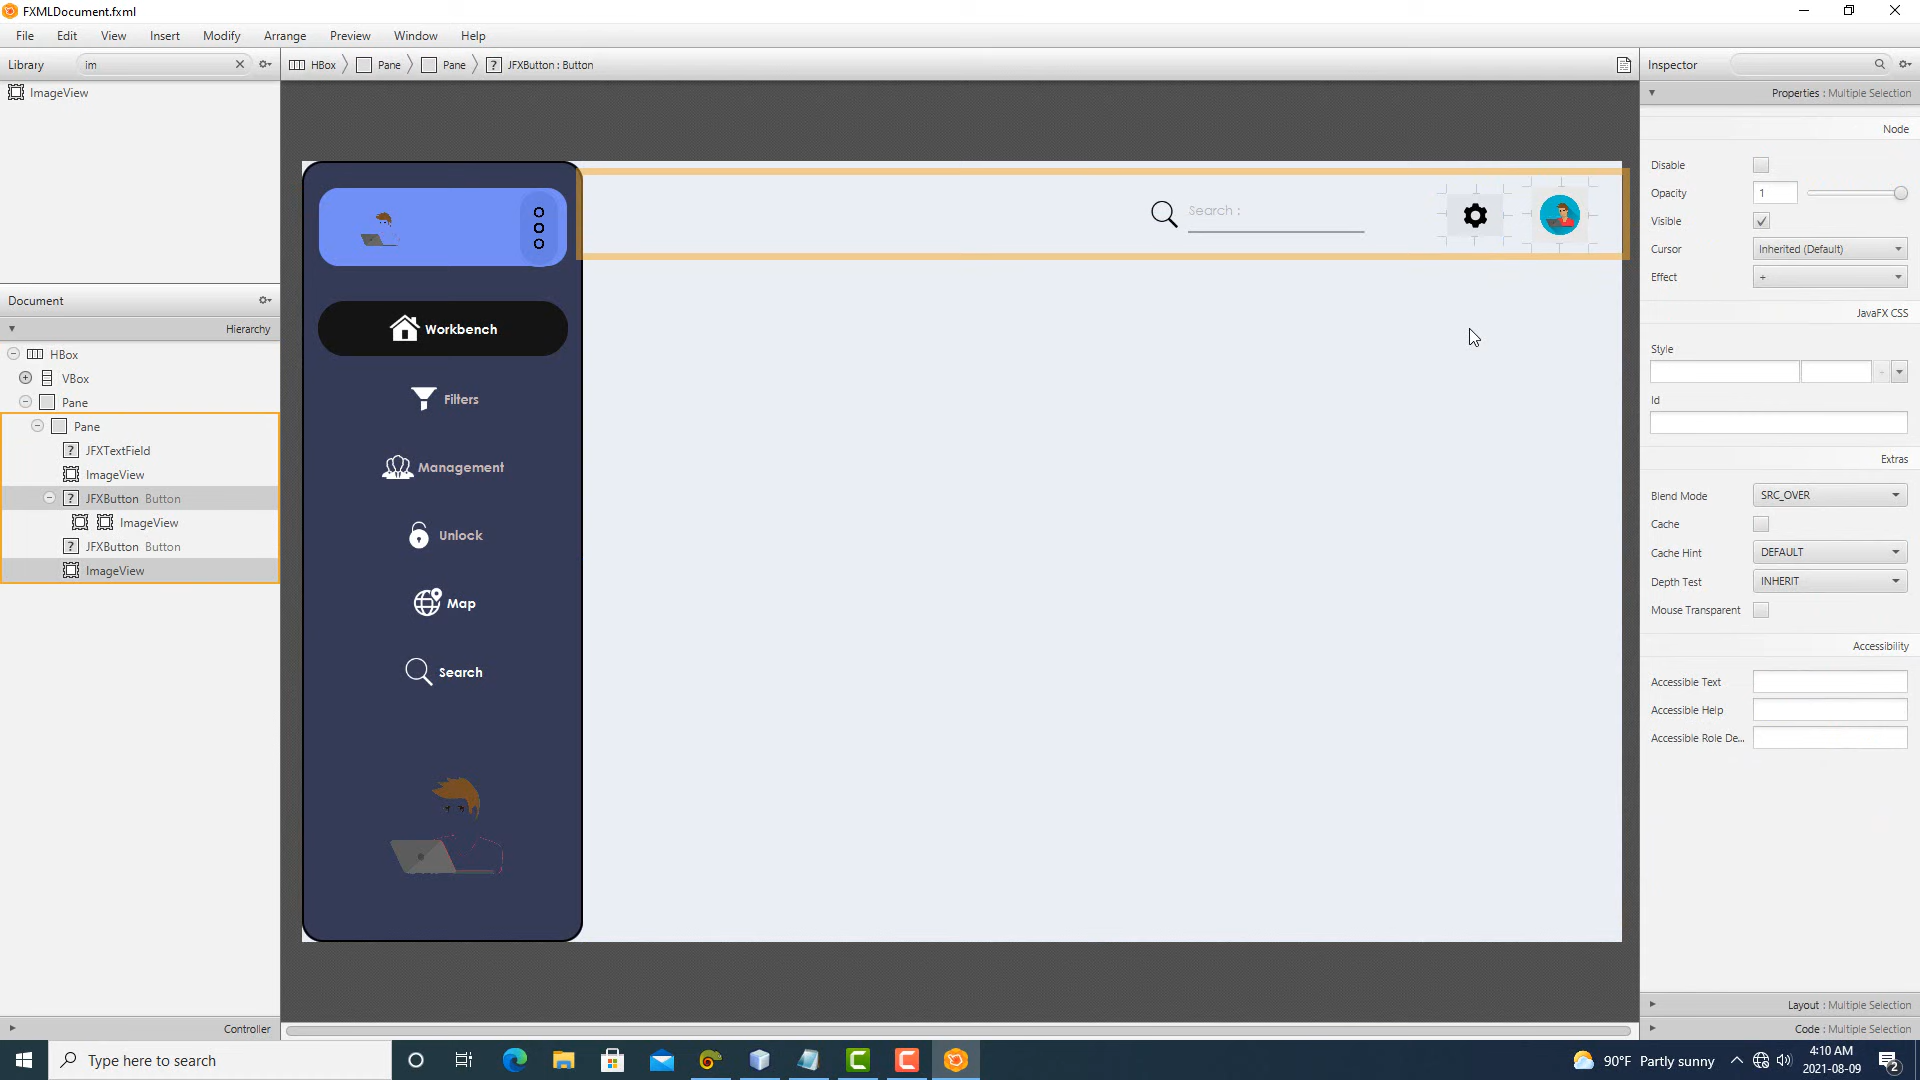 FXMLDocument.fxml
File Edit View Insert Modify Arrange Preview Window Help
Library im
HBox Pane Pane JFXButton : Button
Inspector
ImageView
Properties : Multiple Selection
Node
Disable
Opacity 1
Visible
Cursor Inherited (Default)
Effect +
JavaFX CSS
Style
Id
Extras
Blend Mode SRC_OVER
Cache
Cache Hint DEFAULT
Depth Test INHERIT
Mouse Transparent
Accessibility
Accessible Text
Accessible Help
Accessible Role De...
Layout : Multiple Selection
Code : Multiple Selection
Document
Hierarchy
HBox
VBox
Pane
Pane
? JFXTextField
ImageView
? JFXButton Button
ImageView
? JFXButton Button
ImageView
Controller
Search :
Workbench
Filters
Management
Unlock
Map
Search
Type here to search
90°F Partly sunny
4:10 AM
2021-08-09
2